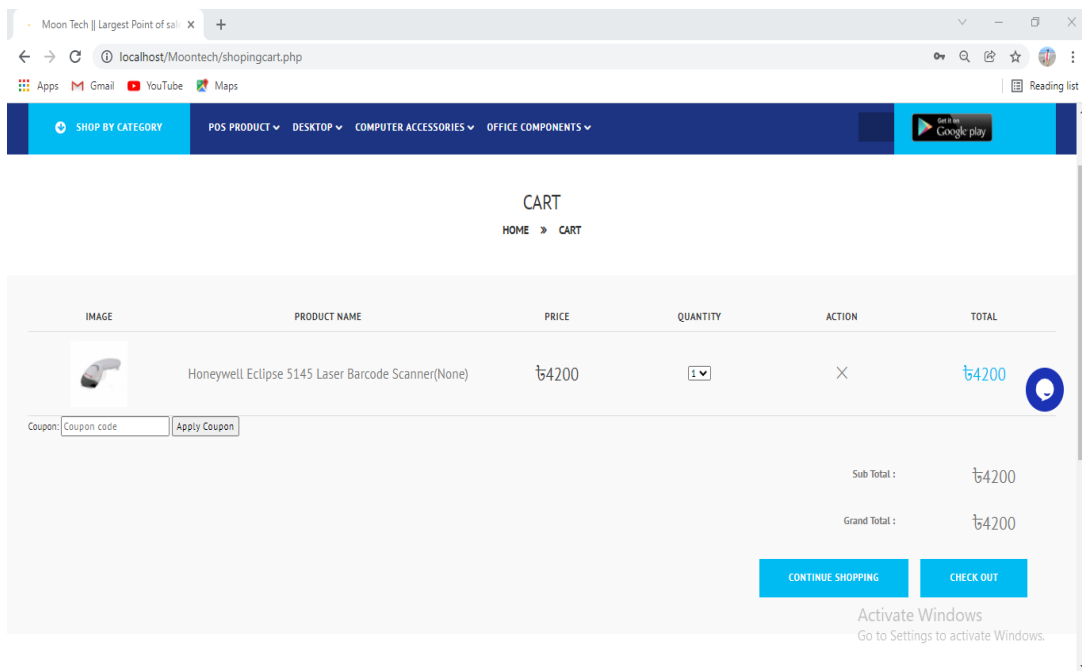 Moon Tech || Largest Point of sale
localhost/Moontech/shopingcart.php
Apps Gmail YouTube Maps Reading list
SHOP BY CATEGORY POS PRODUCT DESKTOP COMPUTER ACCESSORIES OFFICE COMPONENTS Get it on
Google play
CART
HOME » CART
IMAGE PRODUCT NAME PRICE QUANTITY ACTION TOTAL
Honeywell Eclipse 5145 Laser Barcode Scanner(None) ৳4200 1 X ৳4200
Coupon: Coupon code Apply Coupon
Sub Total : ৳4200
Grand Total : ৳4200
CONTINUE SHOPPING CHECK OUT
Activate Windows
Go to Settings to activate Windows.